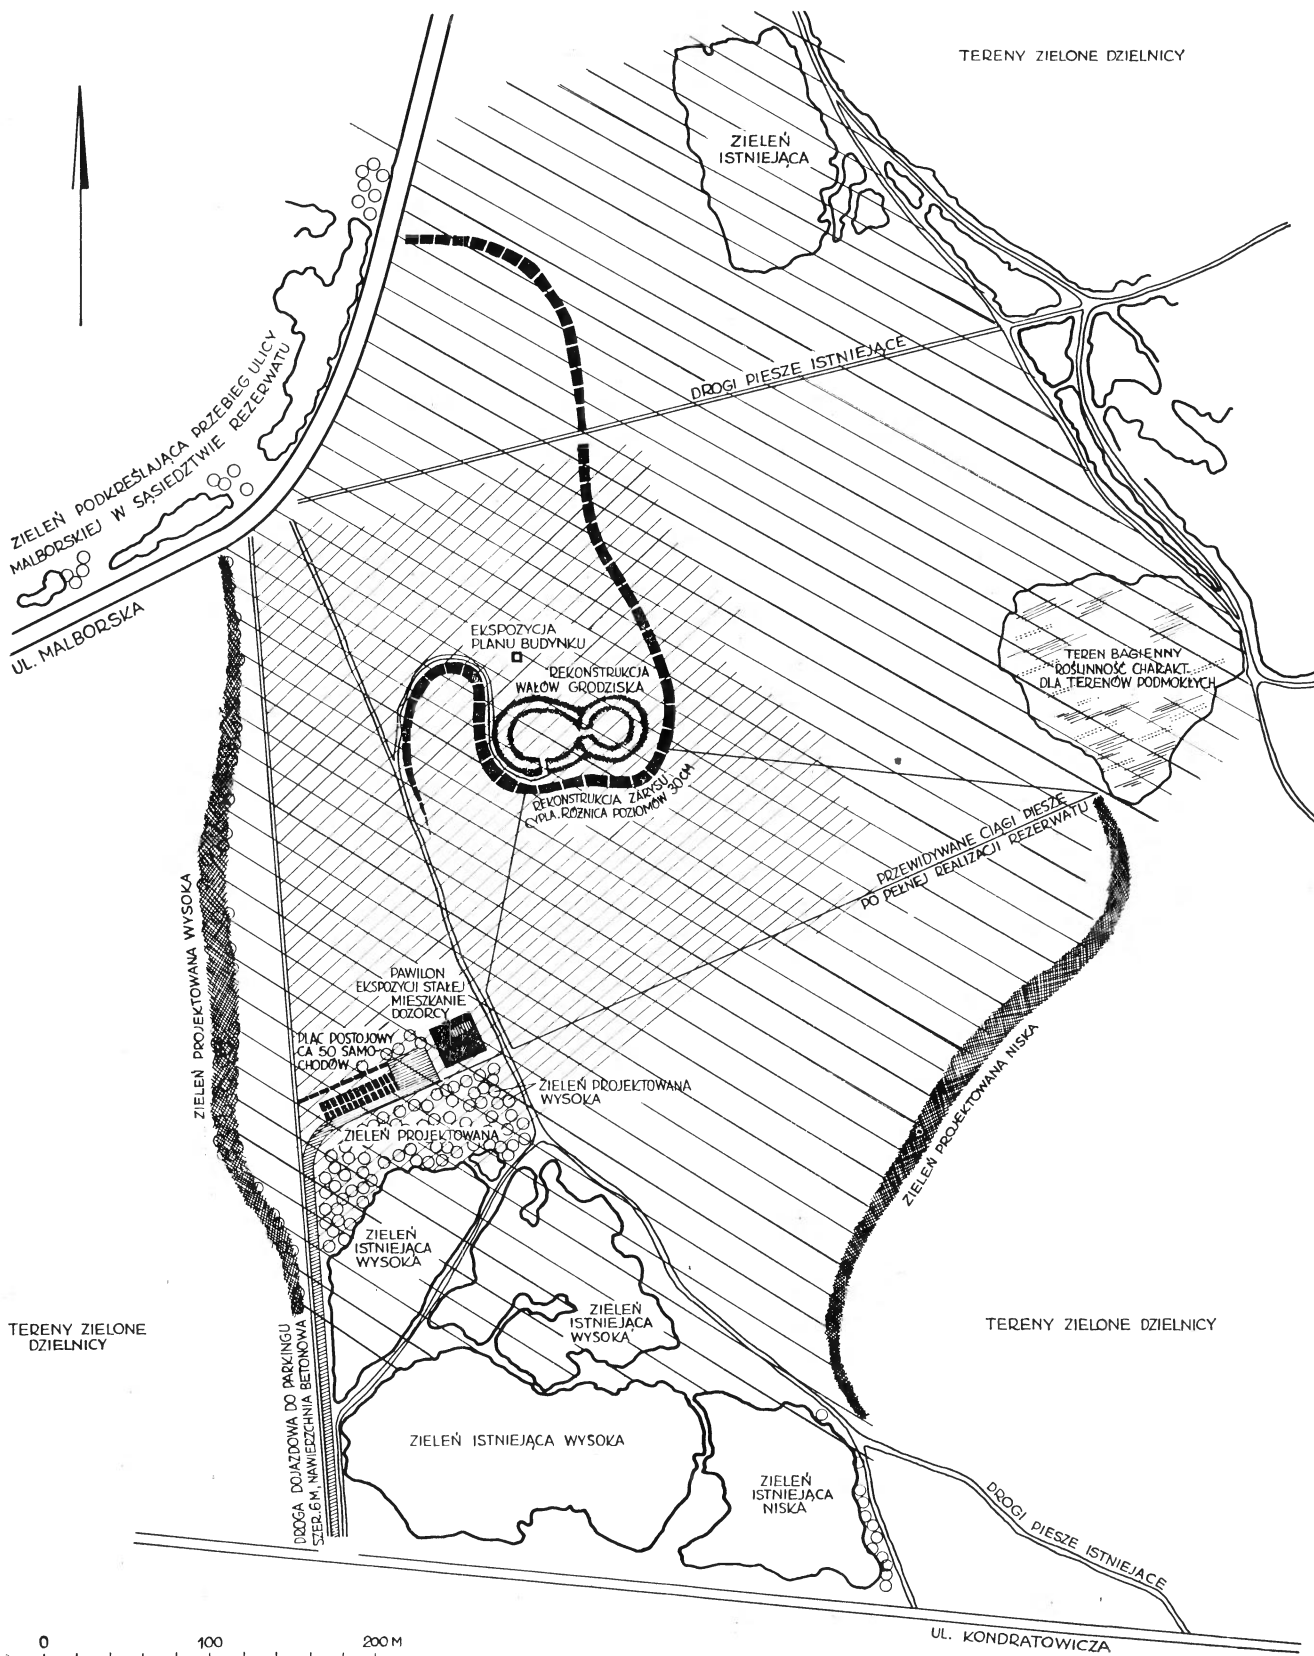 TERENY ZIELONE DZIELNICY
ZIELEŃ
ISTNIEJĄCA
DROGI PIESZE ISTNIEJĄCE
ZIELEŃ PODKREŚLAJĄCA PRZEBIEG ULICY
MALBORSKIEJ W SĄSIEDZTWIE REZERWATU
UL. MALBORSKA
EKSPOZYCJA
PLANU BUDYNKU
REKONSTRUKCJA
WAŁÓW GRODZISKA
TEREN BAGIENNY
ROŚLINNOŚĆ CHARAKT.
DLA TERENÓW PODMOKŁYCH
REKONSTRUKCJA ZARYSU
CYPLA. RÓŻNICA POZIOMÓW 30 CM
PRZEWIDYWANE CIĄGI PIESZE
PO PEŁNEJ REALIZACJI REZERWATU
ZIELEŃ PROJEKTOWANA WYSOKA
PAWILON
EKSPOZYCJI STAŁEJ
MIESZKANIE
DOZORCY
PLAC POSTOJOWY
CA 50 SAMO-
CHODÓW
ZIELEŃ PROJEKTOWANA
WYSOKA
ZIELEŃ PROJEKTOWANA NISKA
ZIELEŃ PROJEKTOWANA
ZIELEŃ
ISTNIEJĄCA
WYSOKA
ZIELEŃ
ISTNIEJĄCA
WYSOKA
TERENY ZIELONE
DZIELNICY
TERENY ZIELONE DZIELNICY
DROGA DOJAZDOWA DO PARKINGU
SZER. 6 M, NAWIERZCHNIA BETONOWA
ZIELEŃ ISTNIEJĄCA WYSOKA
ZIELEŃ
ISTNIEJĄCA
NISKA
DROGI PIESZE ISTNIEJĄCE
UL. KONDRATOWICZA
0 100 200 M